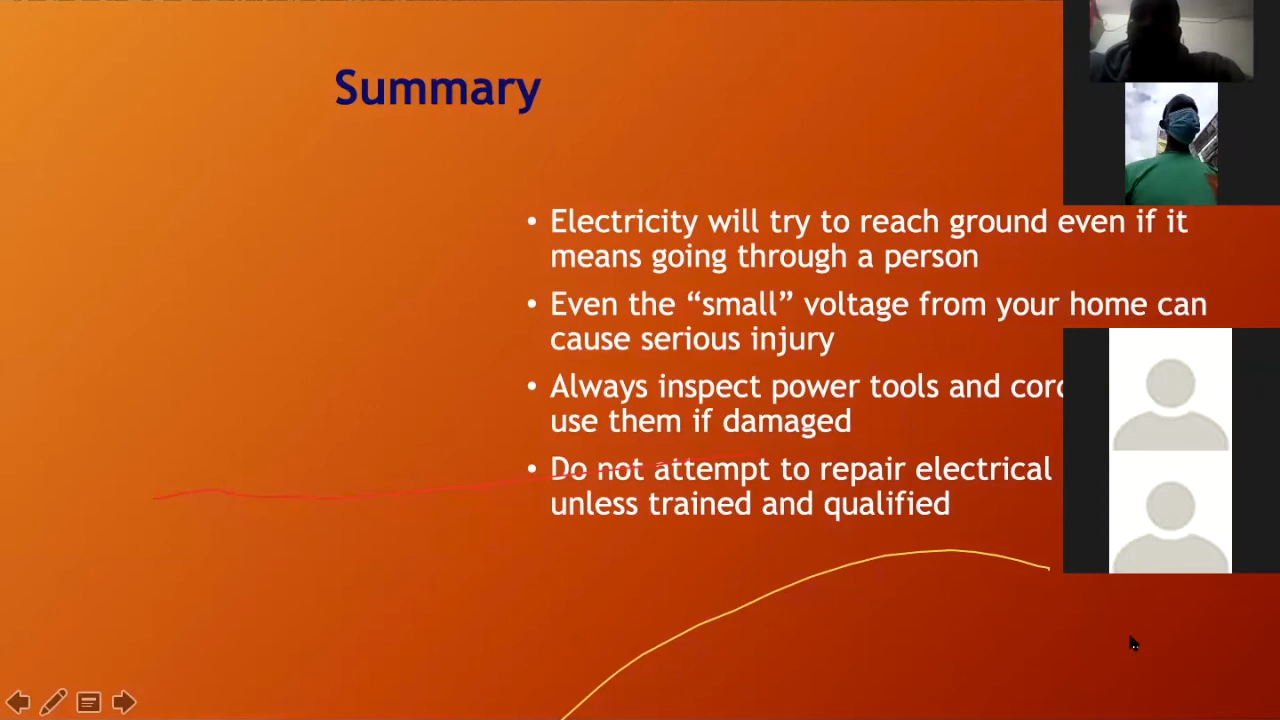 Summary
• Electricity will try to reach ground even if it
means going through a person
• Even the “small” voltage from your home can
cause serious injury
• Always inspect power tools and
use them if damaged
• Do not attempt to repair electrical
unless trained and qualified